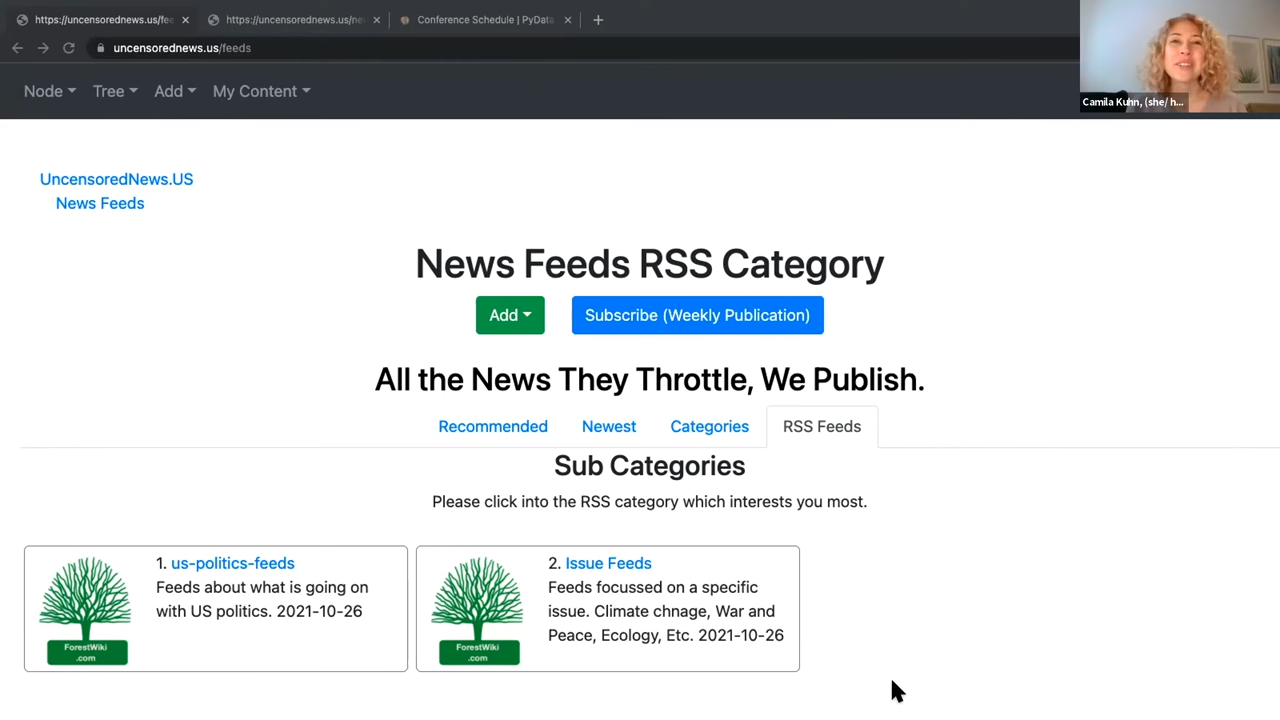 https://uncensorednews.us/fee
https://uncensorednews.us/ne
Conference Schedule | PyData
uncensorednews.us/feeds
Node
Tree
Add
My Content
Camila Kuhn, (she/ h...
UncensoredNews.US
News Feeds
News Feeds RSS Category
Add
Subscribe (Weekly Publication)
All the News They Throttle, We Publish.
Recommended
Newest
Categories
RSS Feeds
Sub Categories
Please click into the RSS category which interests you most.
1. us-politics-feeds
Feeds about what is going on
with US politics. 2021-10-26
ForestWiki
.com
2. Issue Feeds
Feeds focussed on a specific
issue. Climate chnage, War and
Peace, Ecology, Etc. 2021-10-26
ForestWiki
.com